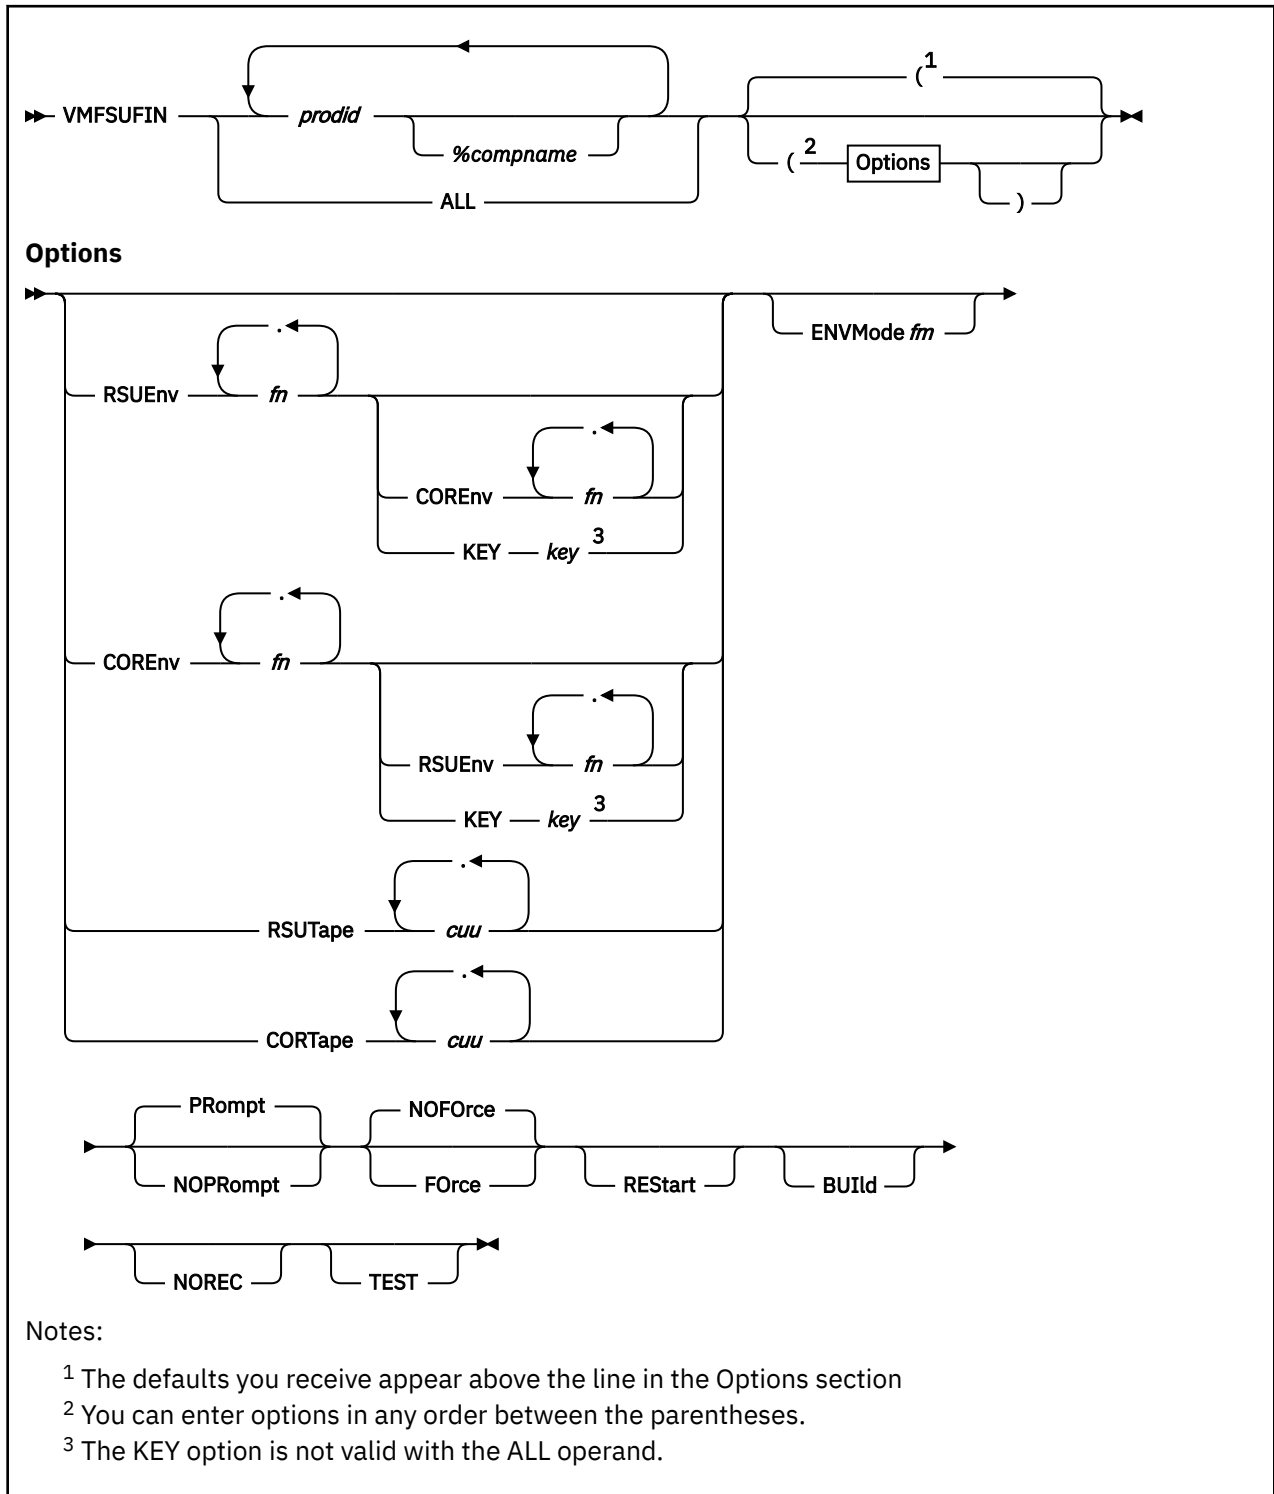 ( 1
VMFSUFIN prodid
%compname
( 2 Options
ALL
)
Options
ENVMode fm
.
RSUEnv fn
.
COREnv fn
KEY key 3
.
COREnv fn
.
RSUEnv fn
KEY key 3
.
RSUTape cuu
.
CORTape cuu
PRompt NOFOrce
NOPRompt FOrce REStart BUIld
NOREC TEST
Notes:
1 The defaults you receive appear above the line in the Options section
2 You can enter options in any order between the parentheses.
3 The KEY option is not valid with the ALL operand.